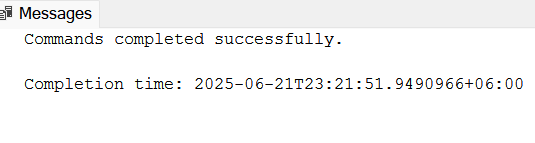 Messages
Commands completed successfully.
Completion time: 2025-06-21T23:21:51.9490966+06:00